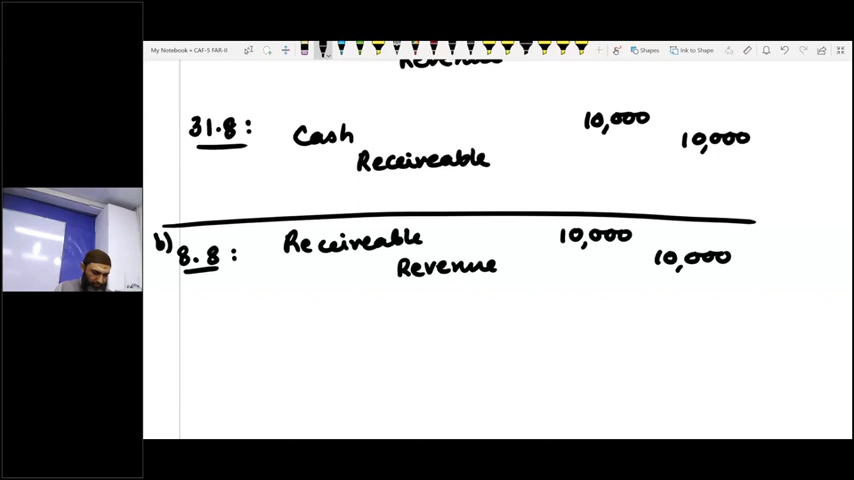 My Notebook » CAF-5 FAR-II
Shapes
Ink to Shape
Revenue
31.8 : Cash 10,000
Receiveable 10,000
b) 8.8 : Receiveable 10,000
Revenue 10,000